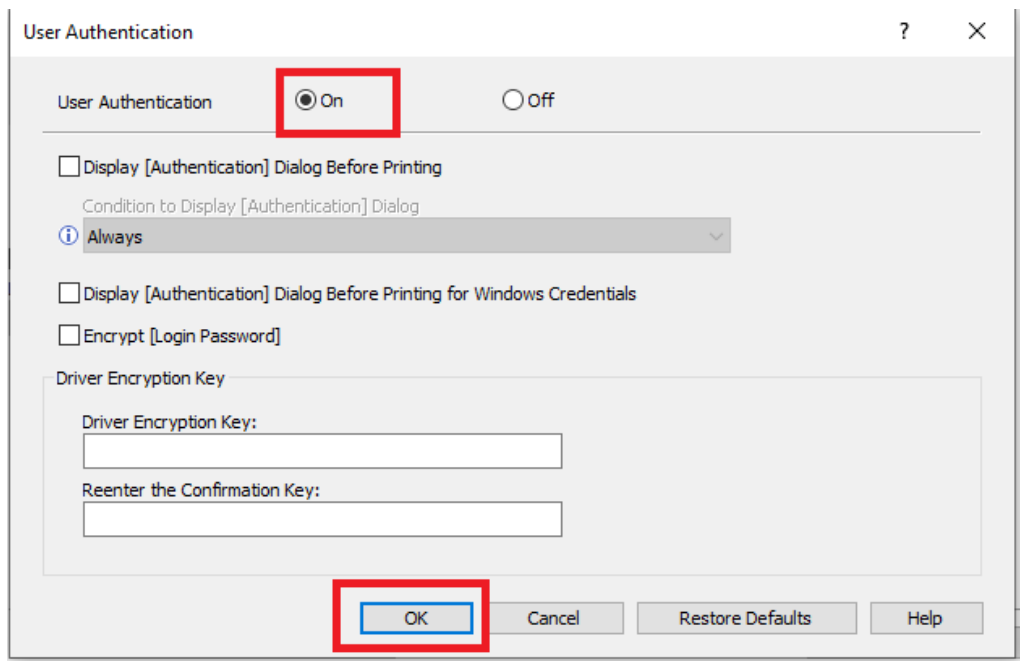 User Authentication
?
User Authentication On Off
Display [Authentication] Dialog Before Printing
Condition to Display [Authentication] Dialog
Always
Display [Authentication] Dialog Before Printing for Windows Credentials
Encrypt [Login Password]
Driver Encryption Key
Driver Encryption Key:
Reenter the Confirmation Key:
OK Cancel Restore Defaults Help